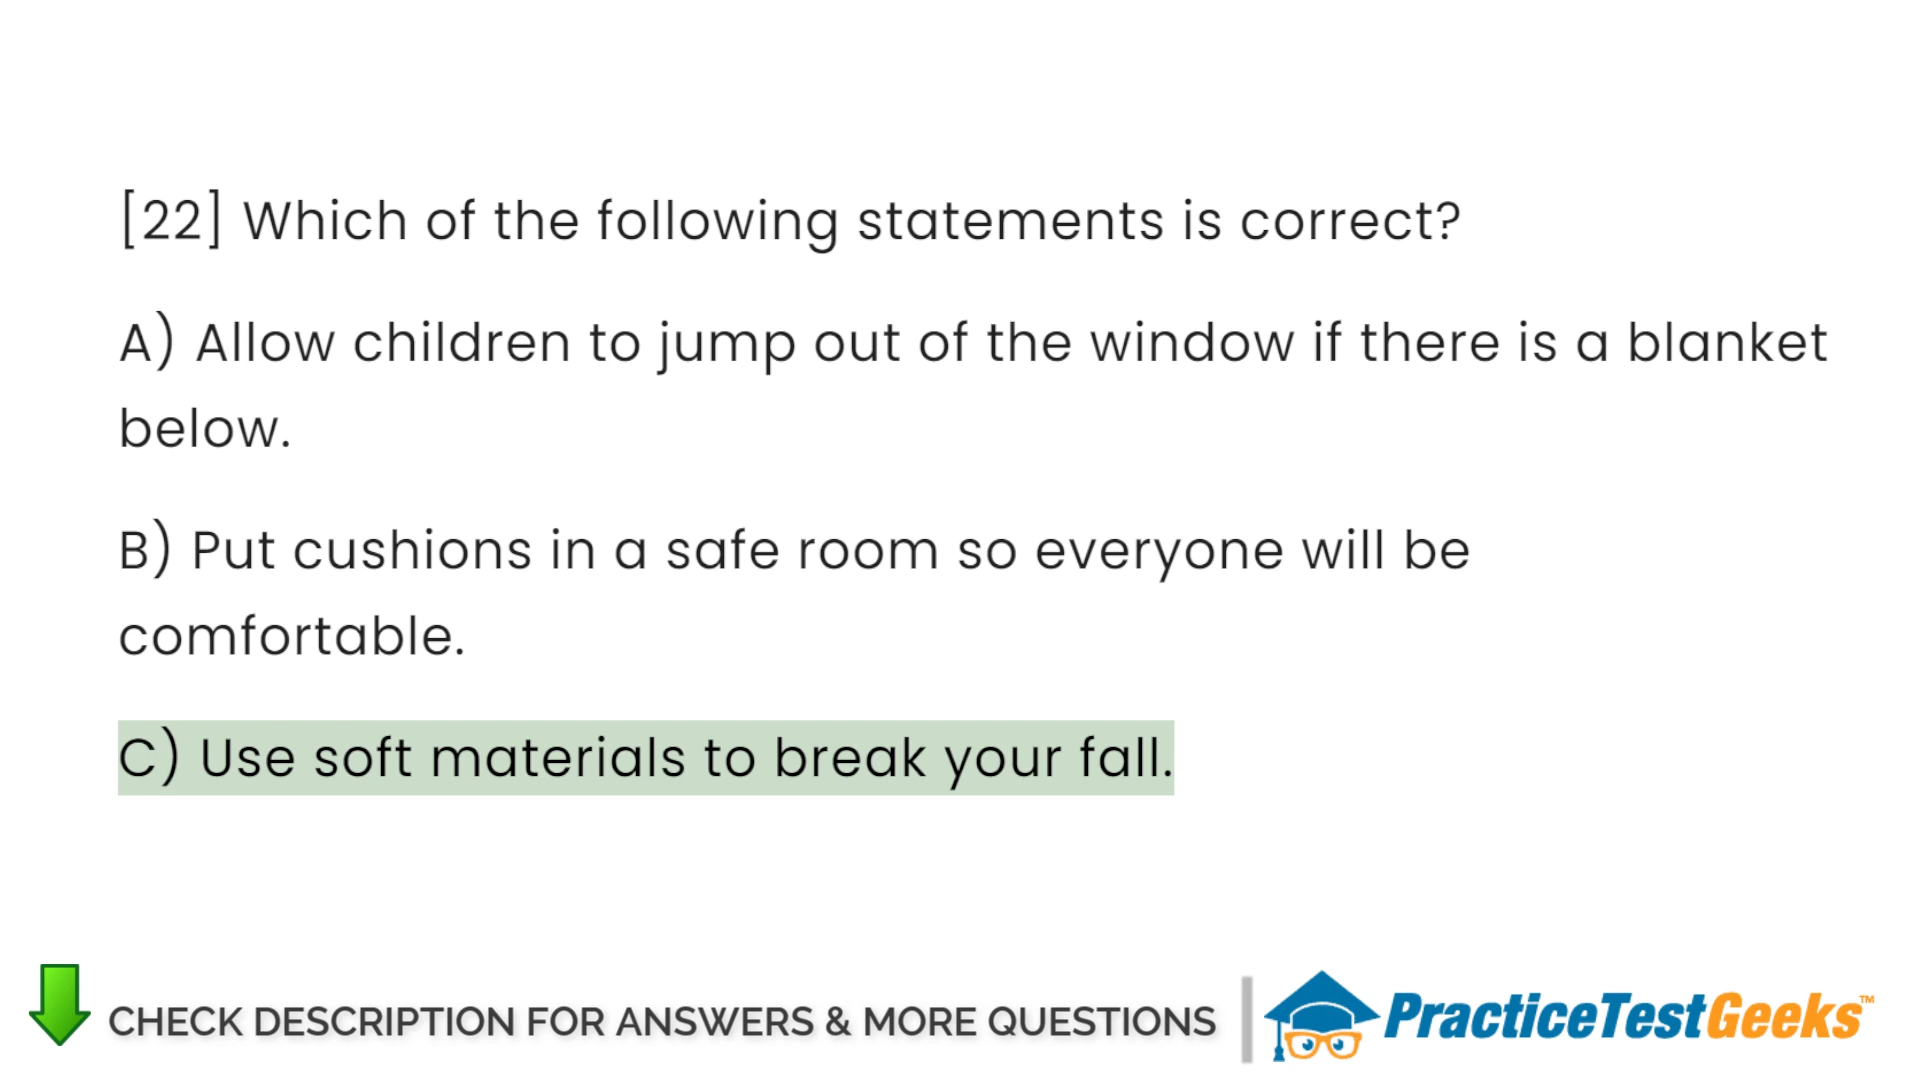 [22] Which of the following statements is correct?
A) Allow children to jump out of the window if there is a blanket
below.
B) Put cushions in a safe room so everyone will be
comfortable.
C) Use soft materials to break your fall.
CHECK DESCRIPTION FOR ANSWERS & MORE QUESTIONS
PracticeTestGeeks™